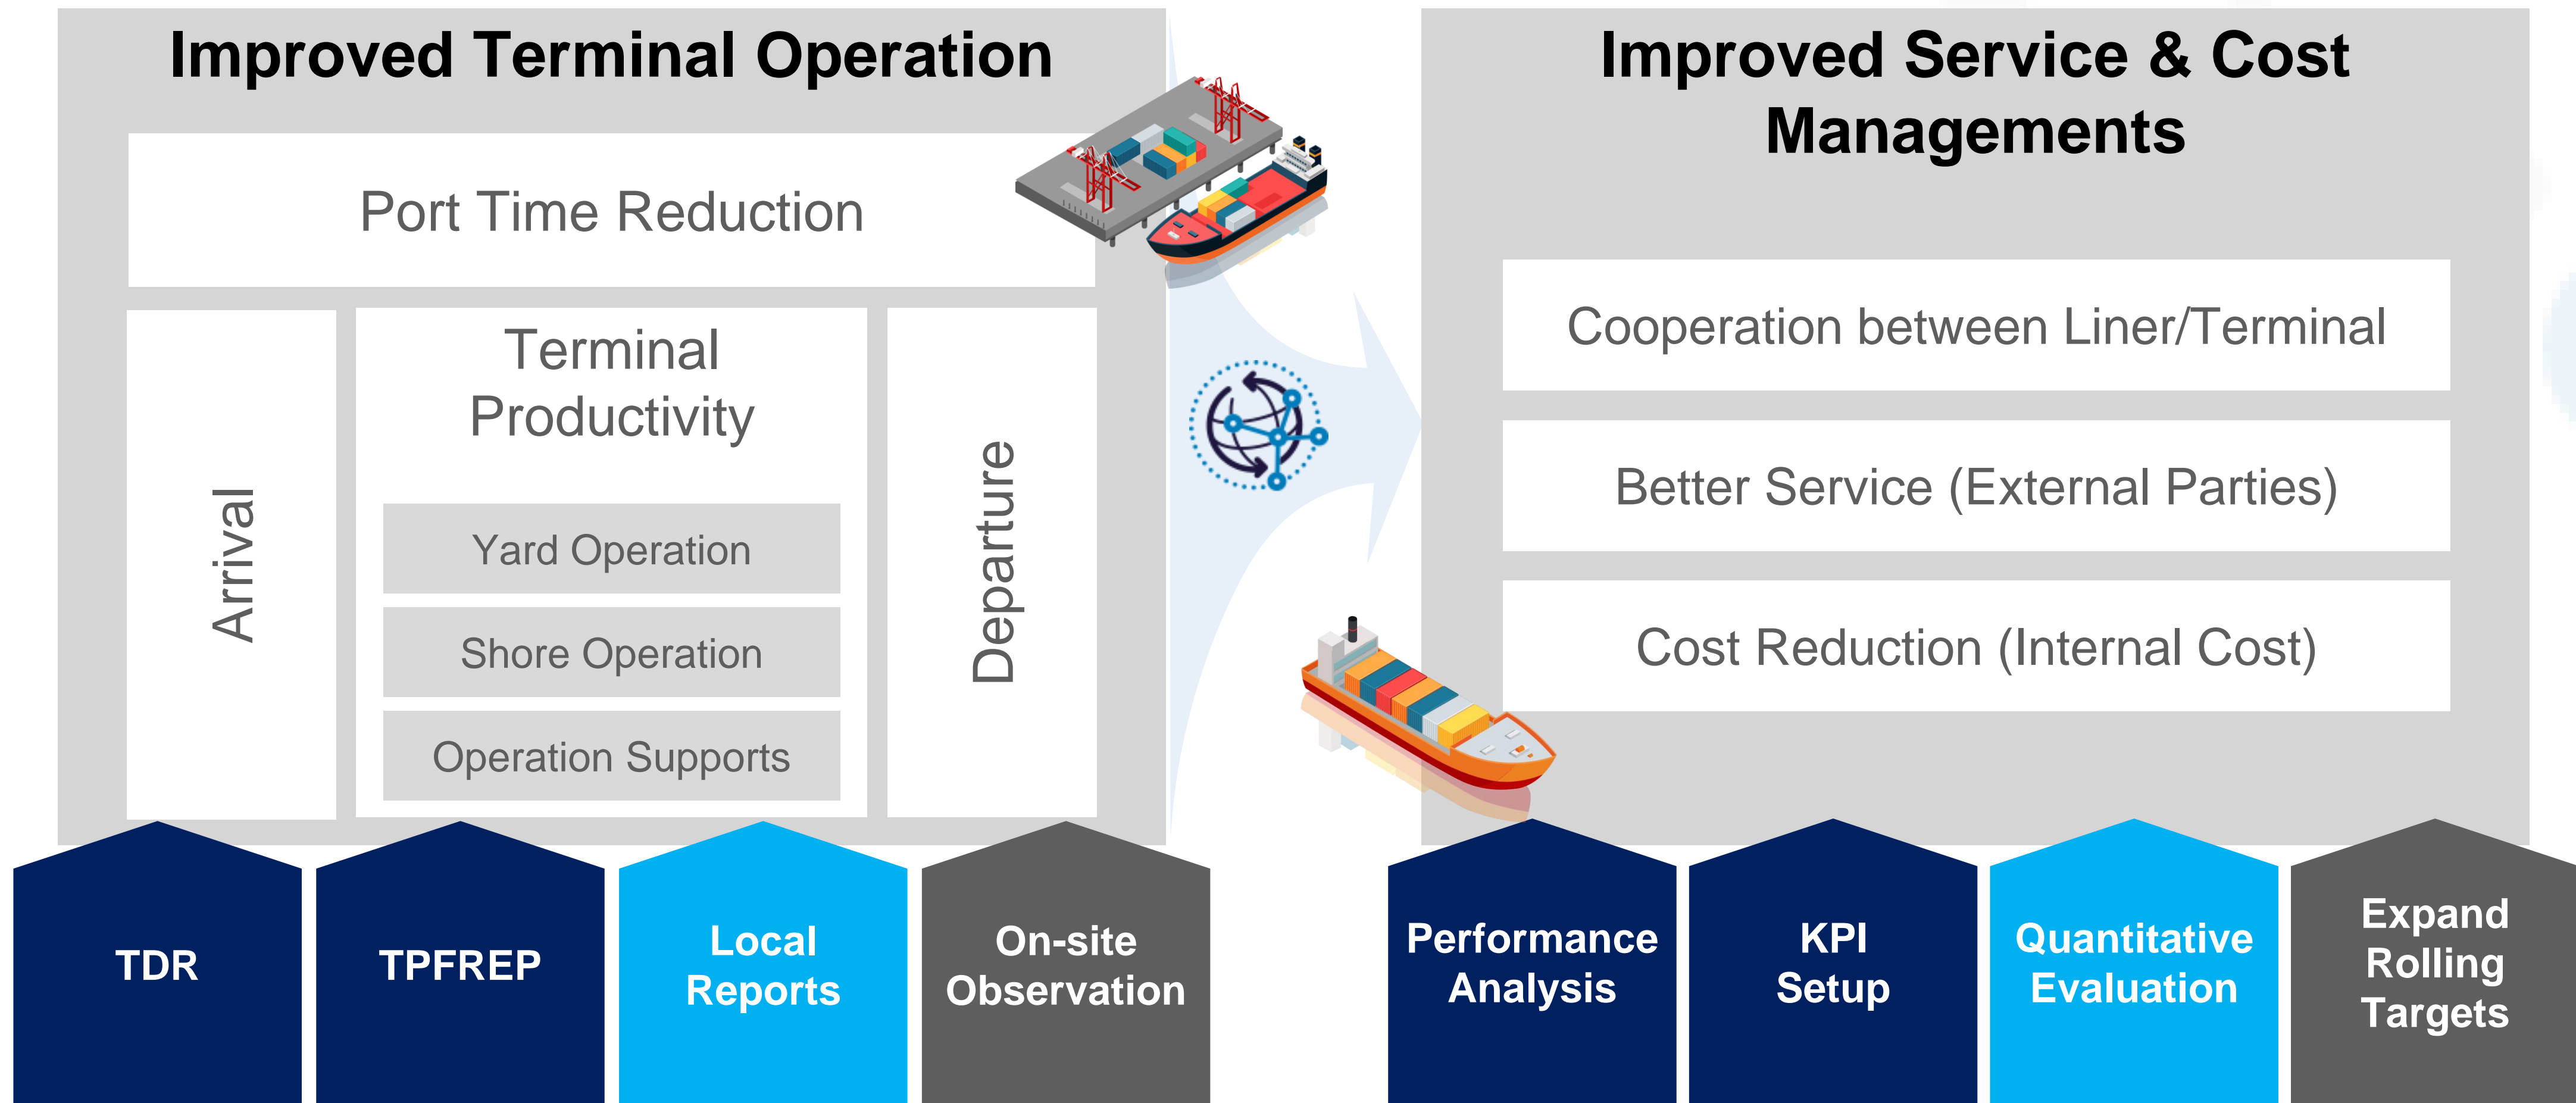 Improved Terminal Operation
Port Time Reduction
Arrival
Terminal
Productivity
Yard Operation
Shore Operation
Operation Supports
Departure
TDR
TPFREP
Local
Reports
On-site
Observation
Improved Service & Cost
Managements
Cooperation between Liner/Terminal
Better Service (External Parties)
Cost Reduction (Internal Cost)
Performance
Analysis
KPI
Setup
Quantitative
Evaluation
Expand
Rolling
Targets